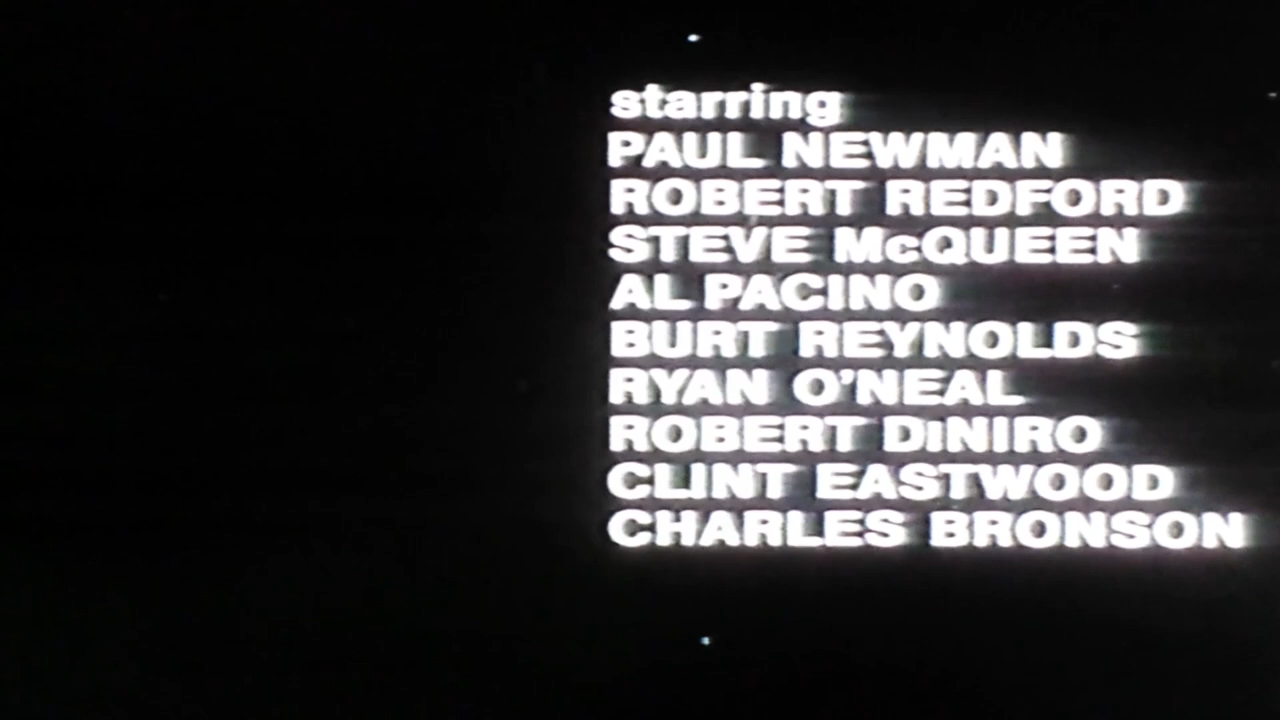 starring
PAUL NEWMAN
ROBERT REDFORD
STEVE McQUEEN
AL PACINO
BURT REYNOLDS
RYAN O'NEAL
ROBERT DiNIRO
CLINT EASTWOOD
CHARLES BRONSON